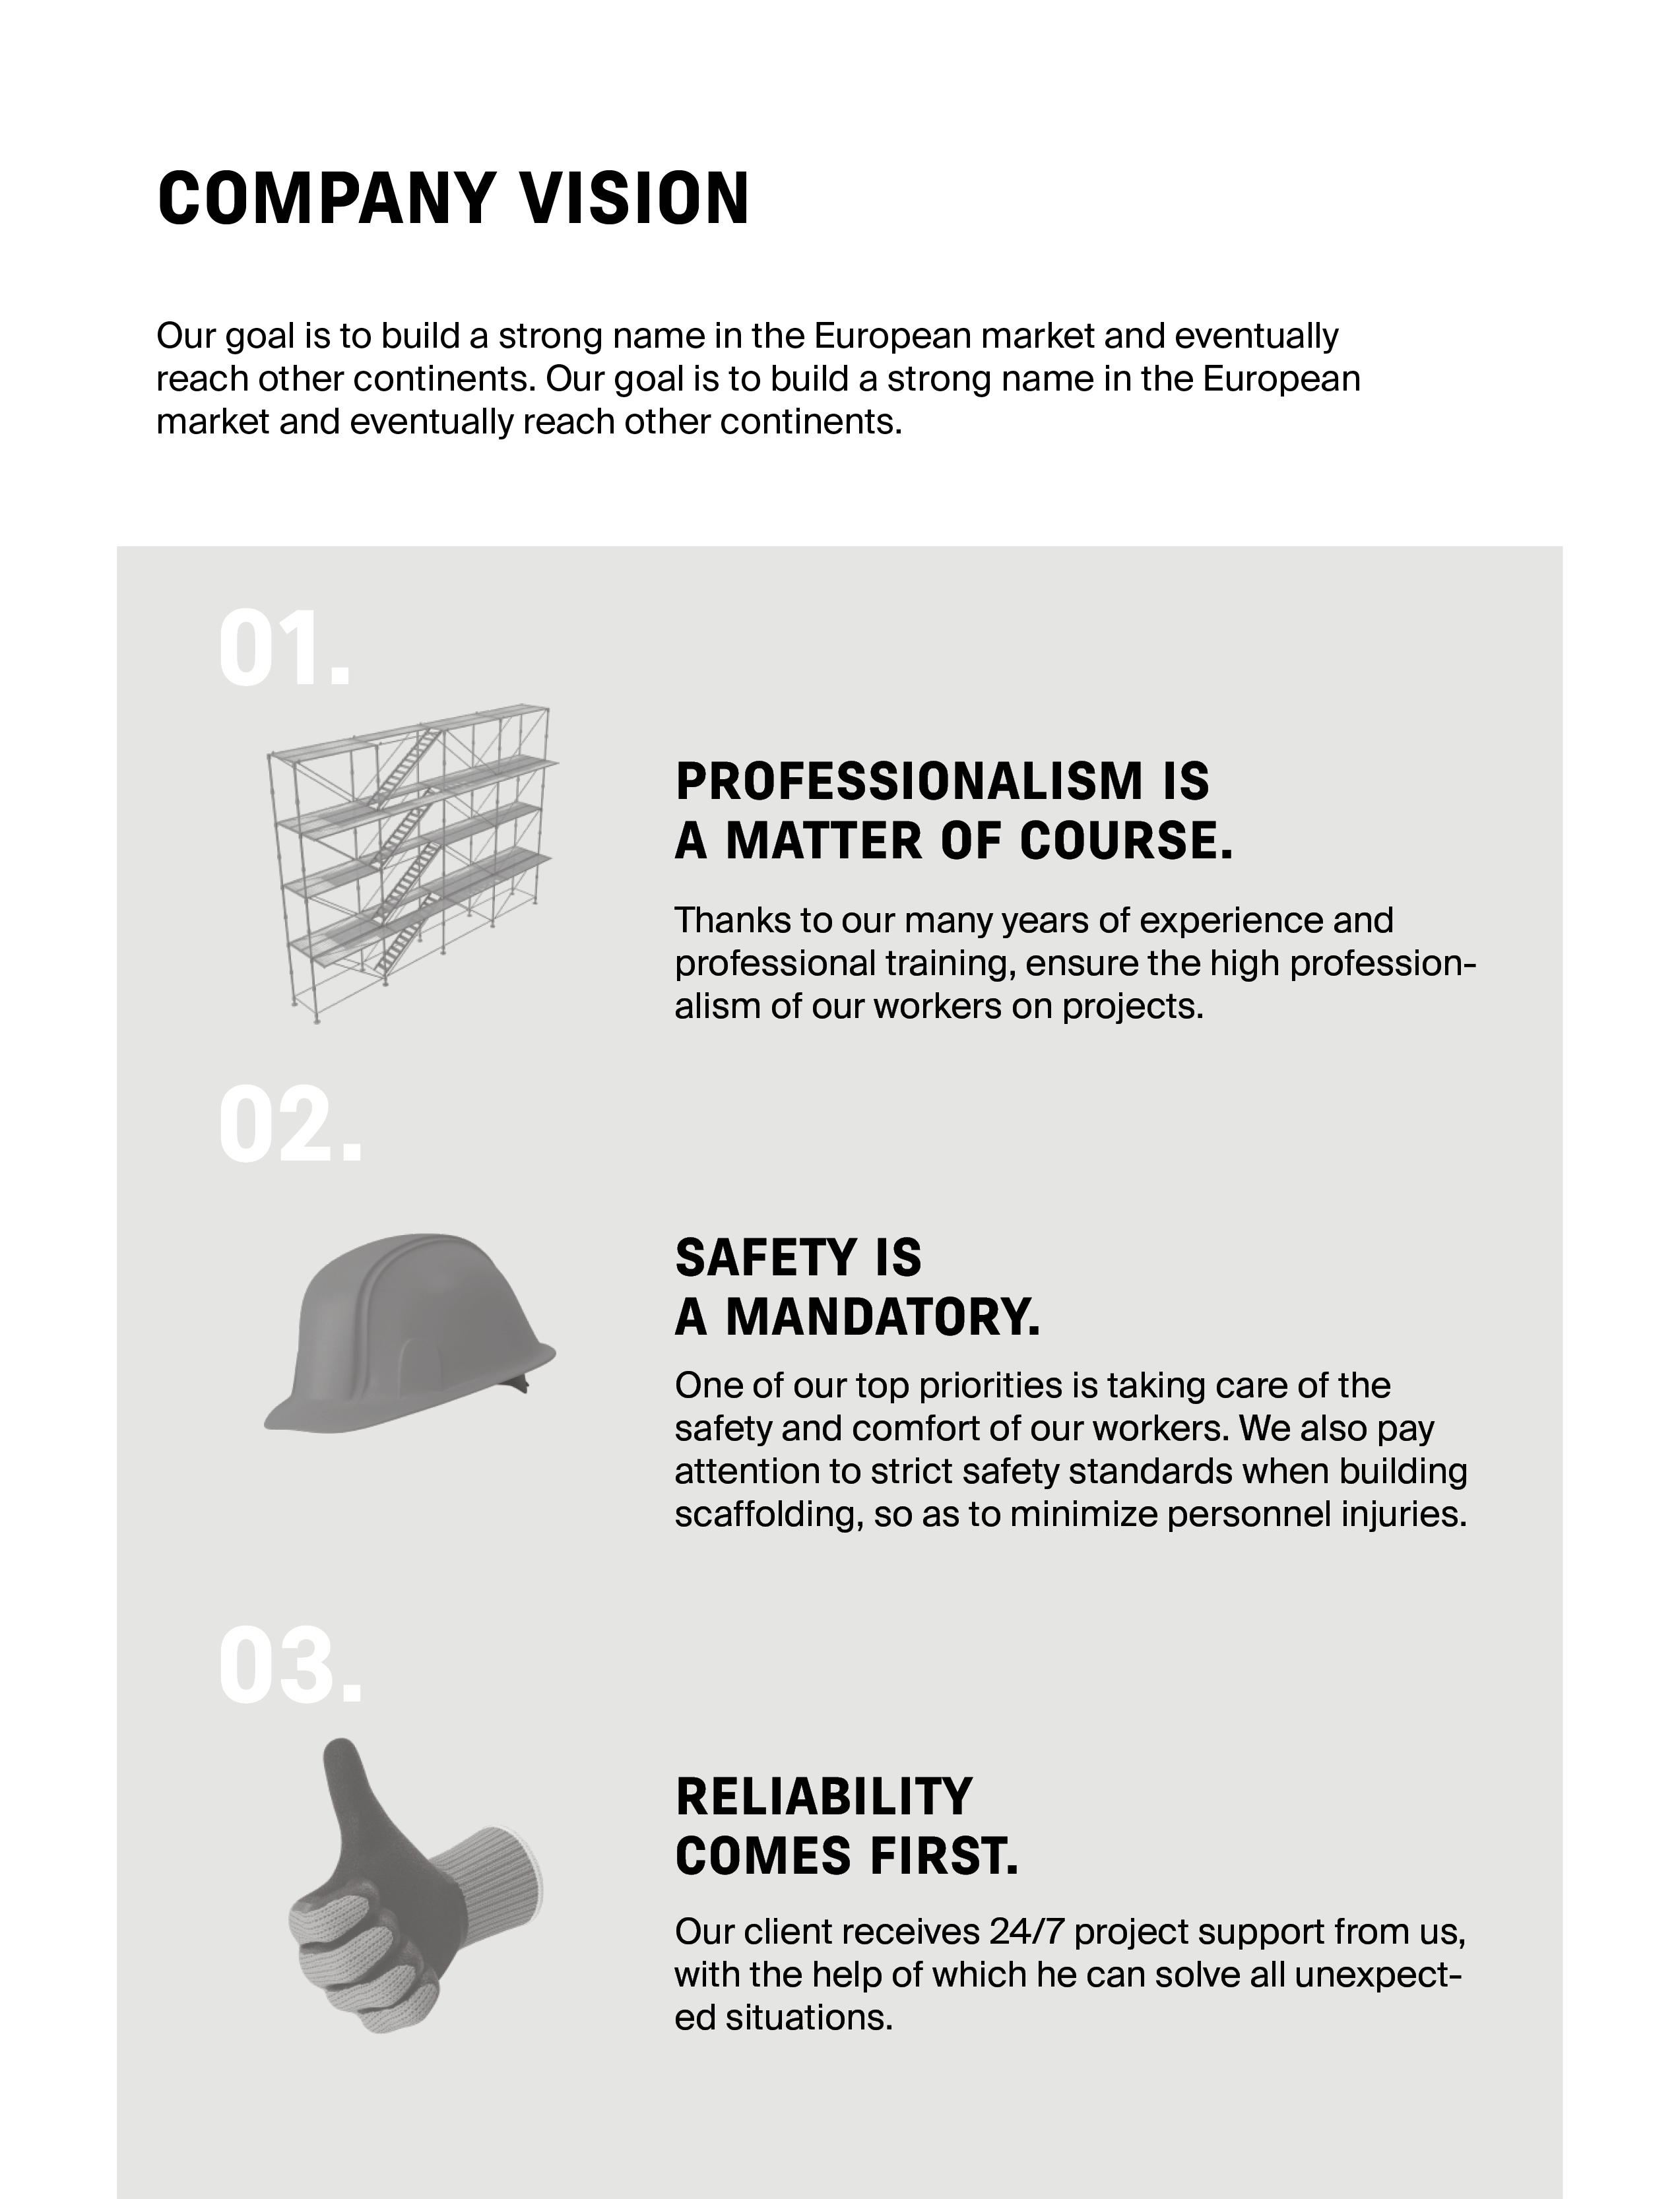 COMPANY VISION
Our goal is to build a strong name in the European market and eventually
reach other continents. Our goal is to build a strong name in the European
market and eventually reach other continents.
01.
PROFESSIONALISM IS
A MATTER OF COURSE.
Thanks to our many years of experience and
professional training, ensure the high profession-
alism of our workers on projects.
02.
SAFETY IS
A MANDATORY.
One of our top priorities is taking care of the
safety and comfort of our workers. We also pay
attention to strict safety standards when building
scaffolding, so as to minimize personnel injuries.
03.
RELIABILITY
COMES FIRST.
Our client receives 24/7 project support from us,
with the help of which he can solve all unexpect-
ed situations.